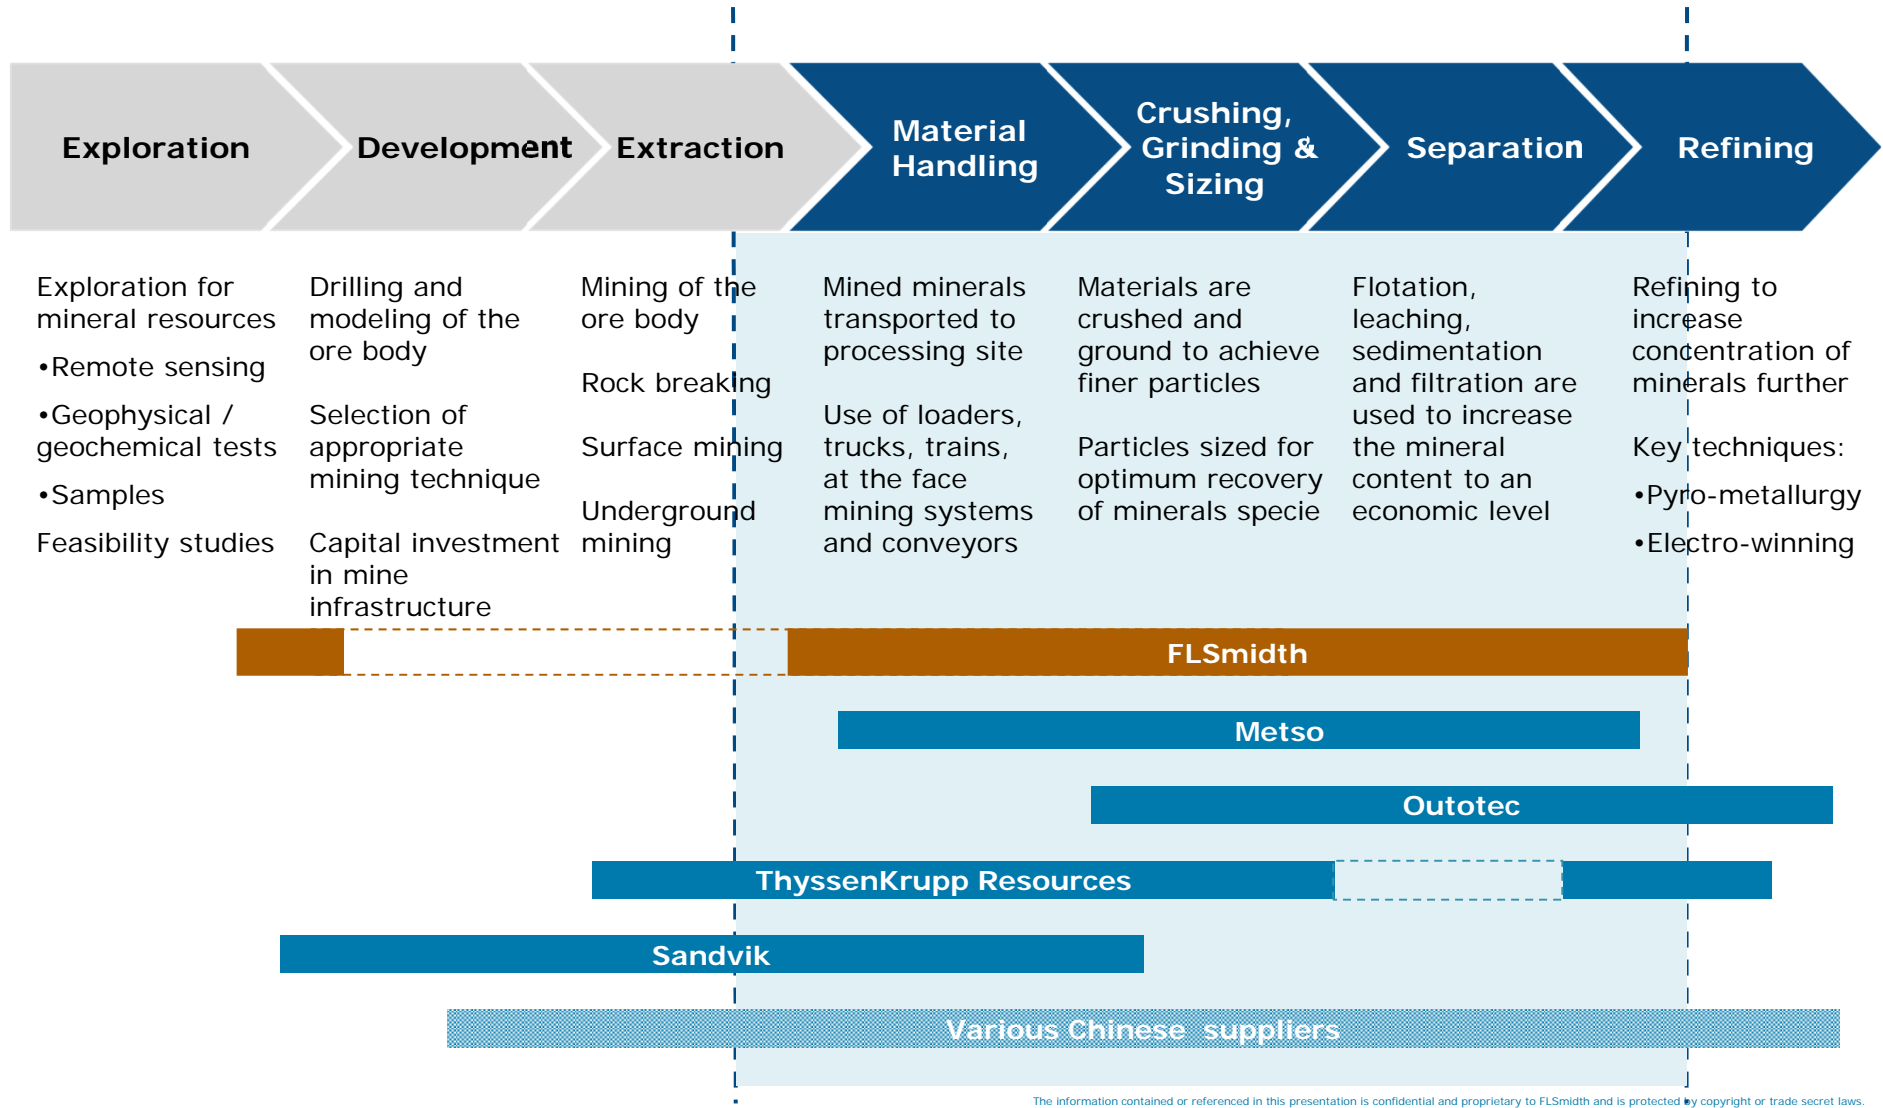 Exploration
Development
Extraction
Material
Handling
Crushing,
Grinding &
Sizing
Separation
Refining
Exploration for
mineral resources
•Remote sensing
•Geophysical /
geochemical tests
•Samples
Feasibility studies
Drilling and
modeling of the
ore body
Selection of
appropriate
mining technique
Capital investment
in mine
infrastructure
Mining of the
ore body
Rock breaking
Surface mining
Underground
mining
Mined minerals
transported to
processing site
Use of loaders,
trucks, trains,
at the face
mining systems
and conveyors
Materials are
crushed and
ground to achieve
finer particles
Particles sized for
optimum recovery
of minerals specie
Flotation,
leaching,
sedimentation
and filtration are
used to increase
the mineral
content to an
economic level
Refining to
increase
concentration of
minerals further
Key techniques:
•Pyro-metallurgy
•Electro-winning
FLSmidth
Metso
Outotec
ThyssenKrupp Resources
Sandvik
Various Chinese suppliers
The information contained or referenced in this presentation is confidential and proprietary to FLSmidth and is protected by copyright or trade secret laws.